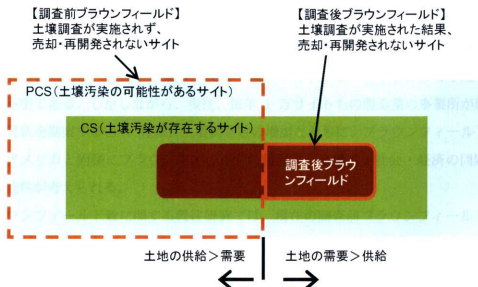 【調査前ブラウンフィールド】
土壌調査が実施されず、
売却・再開発されないサイト
【調査後ブラウンフィールド】
土壌調査が実施された結果、
売却・再開発されないサイト
PCS(土壌汚染の可能性があるサイト)
CS(土壌汚染が存在するサイト)
調査後ブラウ
ンフィールド
土地の供給>需要
土地の需要>供給